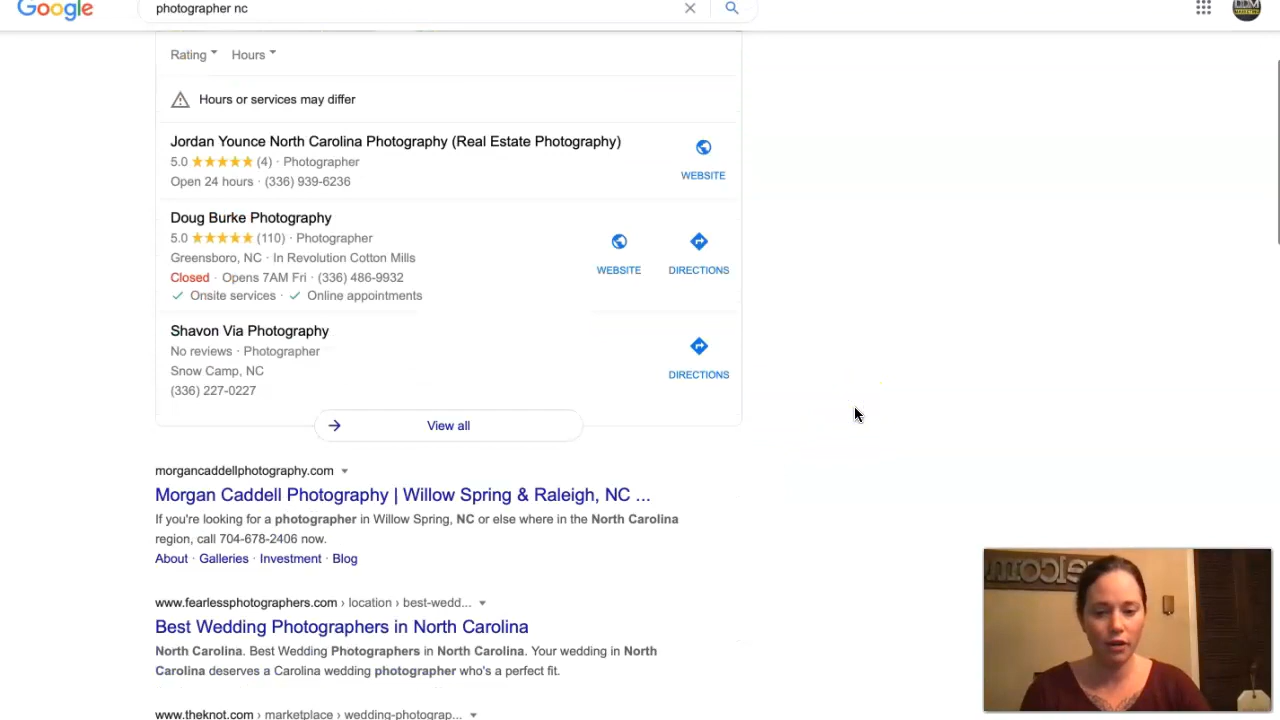 Google
photographer nc
Rating
Hours
Hours or services may differ
Jordan Younce North Carolina Photography (Real Estate Photography)
5.0 ★★★★★ (4) · Photographer
Open 24 hours · (336) 939-6236
WEBSITE
Doug Burke Photography
5.0 ★★★★★ (110) · Photographer
Greensboro, NC · In Revolution Cotton Mills
Closed · Opens 7AM Fri · (336) 486-9932
✓ Onsite services · ✓ Online appointments
WEBSITE
DIRECTIONS
Shavon Via Photography
No reviews · Photographer
Snow Camp, NC
(336) 227-0227
DIRECTIONS
View all
morgancaddellphotography.com
Morgan Caddell Photography | Willow Spring & Raleigh, NC ...
If you're looking for a photographer in Willow Spring, NC or else where in the North Carolina
region, call 704-678-2406 now.
About · Galleries · Investment · Blog
www.fearlessphotographers.com › location › best-wedd...
Best Wedding Photographers in North Carolina
North Carolina. Best Wedding Photographers in North Carolina. Your wedding in North
Carolina deserves a Carolina wedding photographer who's a perfect fit.
www.theknot.com › marketplace › wedding-photograp...
welcom